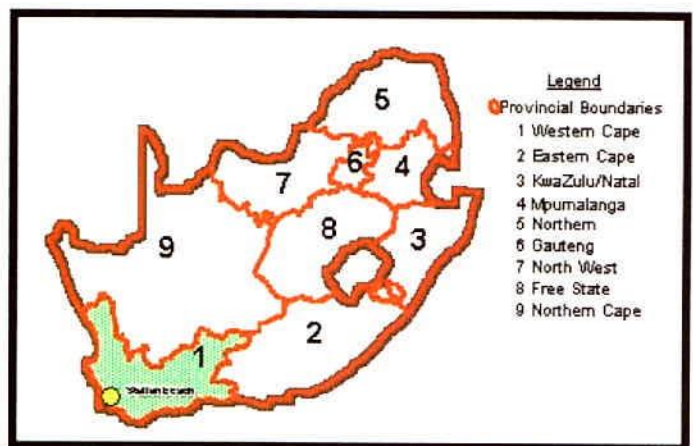 Legend
Provincial Boundaries
1 Western Cape
2 Eastern Cape
3 KwaZulu/Natal
4 Mpumalanga
5 Northern
6 Gauteng
7 North West
8 Free State
9 Northern Cape
5
6
4
7
8
3
9
2
1
Stellenbosch